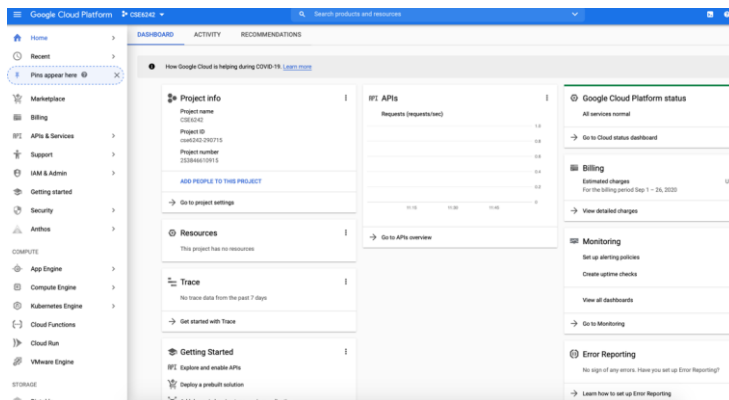 Google Cloud Platform
CSE6242
Search products and resources
Home
Recent
Pins appear here
Marketplace
Billing
APIs & Services
Support
IAM & Admin
Getting started
Security
Anthos
COMPUTE
App Engine
Compute Engine
Kubernetes Engine
Cloud Functions
Cloud Run
VMware Engine
STORAGE
DASHBOARD
ACTIVITY
RECOMMENDATIONS
How Google Cloud is helping during COVID-19. Learn more
Project info
Project name
CSE6242
Project ID
cse6242-290715
Project number
253846610915
ADD PEOPLE TO THIS PROJECT
Go to project settings
Resources
This project has no resources
Trace
No trace data from the past 7 days
Get started with Trace
Getting Started
API Explore and enable APIs
Deploy a prebuilt solution
API APIs
Requests (requests/sec)
1.0
0.8
0.6
0.4
0.2
0
11:15
11:30
11:45
Go to APIs overview
Google Cloud Platform status
All services normal
Go to Cloud status dashboard
Billing
Estimated charges
U
For the billing period Sep 1 – 26, 2020
View detailed charges
Monitoring
Set up alerting policies
Create uptime checks
View all dashboards
Go to Monitoring
Error Reporting
No sign of any errors. Have you set up Error Reporting?
Learn how to set up Error Reporting